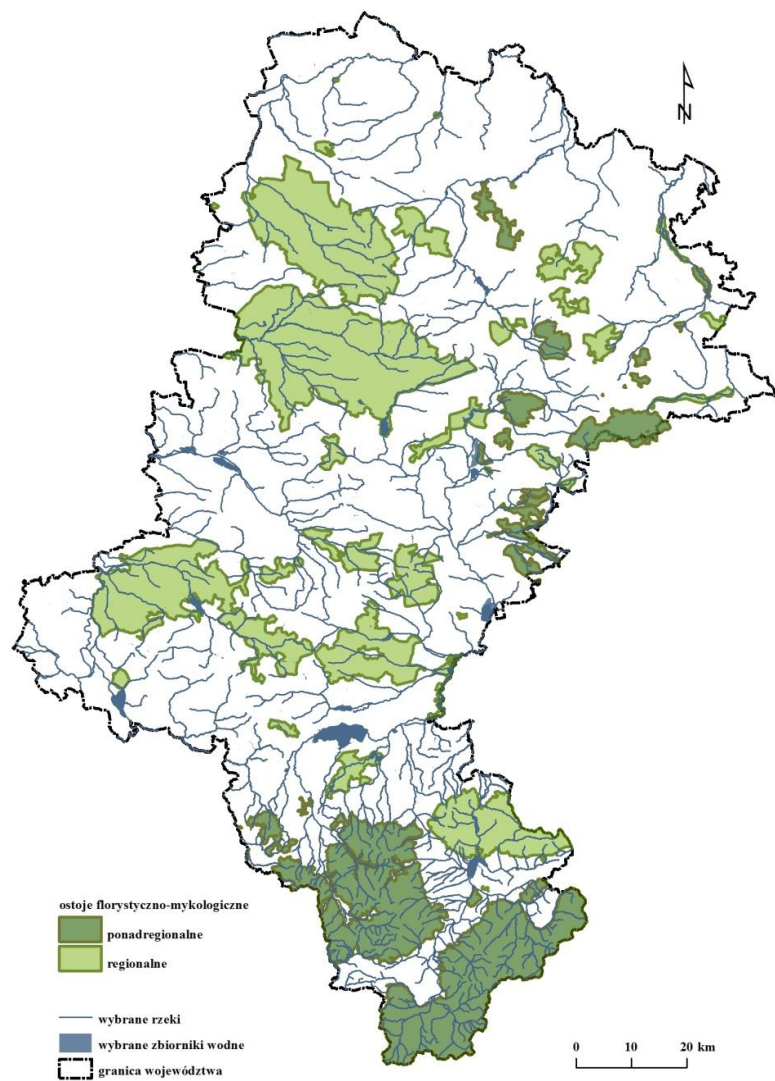 N
ostoje florystyczno-mykologiczne
ponadregionalne
regionalne
wybrane rzeki
wybrane zbiorniki wodne
granica województwa
0 10 20 km